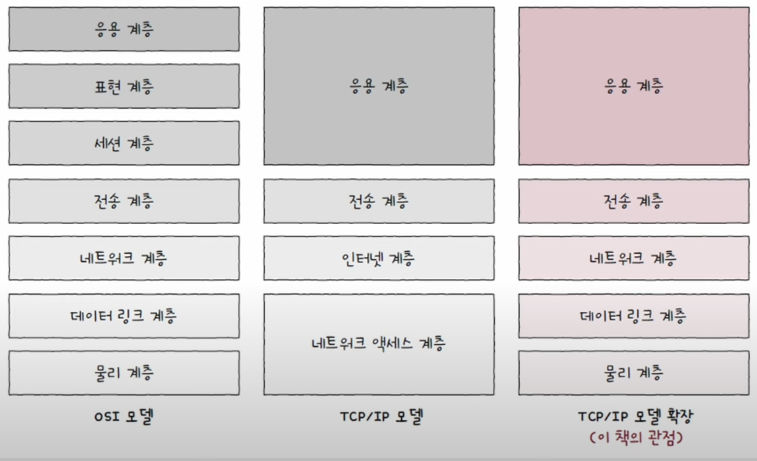 응용 계층
표현 계층
세션 계층
전송 계층
네트워크 계층
데이터 링크 계층
물리 계층
OSI 모델
응용 계층
전송 계층
인터넷 계층
네트워크 액세스 계층
TCP/IP 모델
응용 계층
전송 계층
네트워크 계층
데이터 링크 계층
물리 계층
TCP/IP 모델 확장
(이 책의 관점)